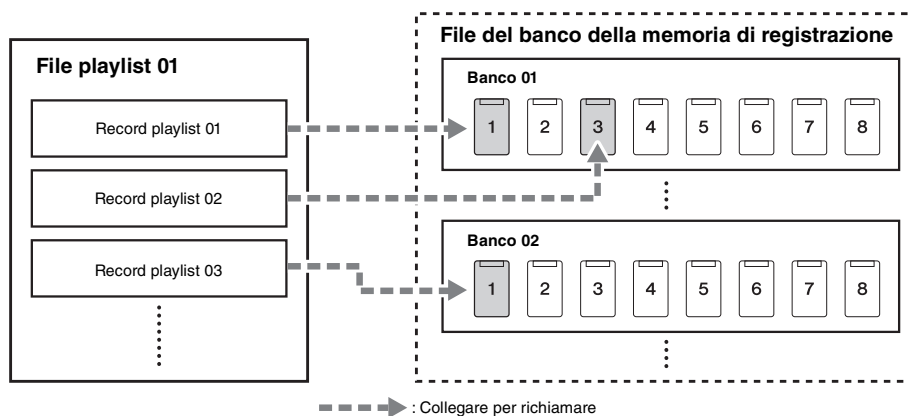 File playlist 01
Record playlist 01
Record playlist 02
Record playlist 03
File del banco della memoria di registrazione
Banco 01
1 2 3 4 5 6 7 8
Banco 02
1 2 3 4 5 6 7 8
: Collegare per richiamare